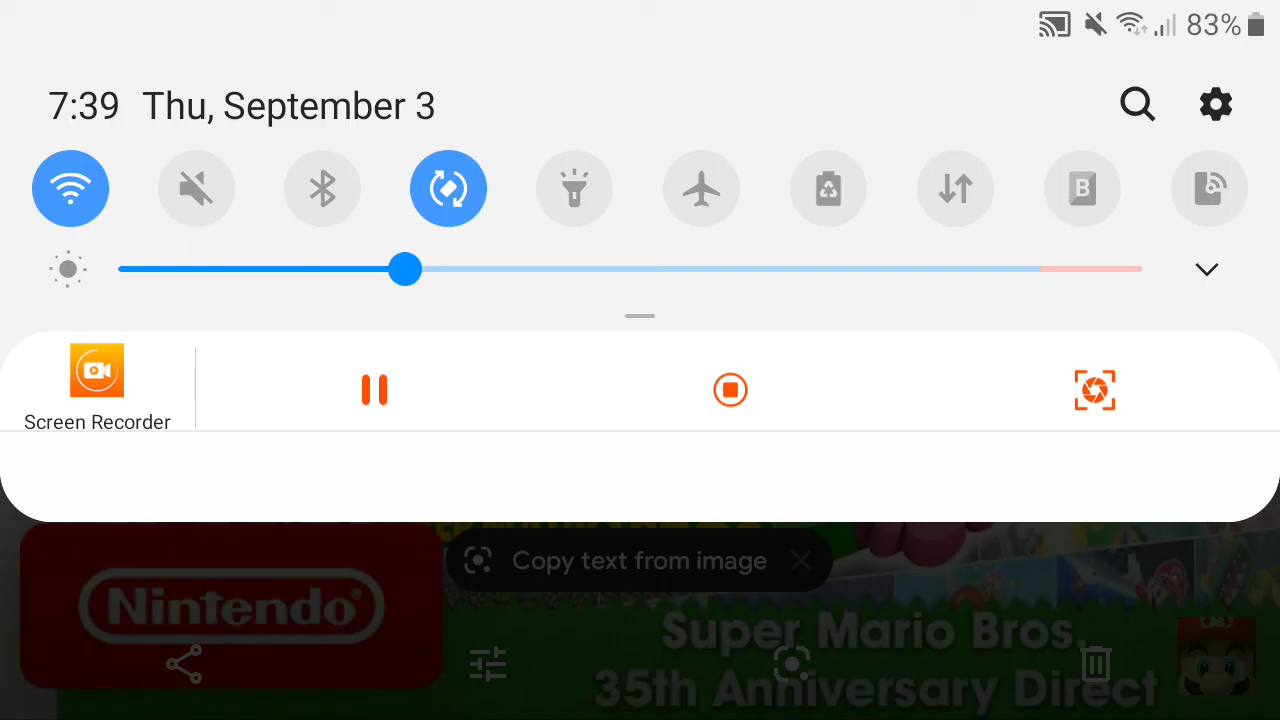 83%
7:39 Thu, September 3
B
Screen Recorder
Copy text from image
Nintendo®
Super Mario Bros.
35th Anniversary Direct